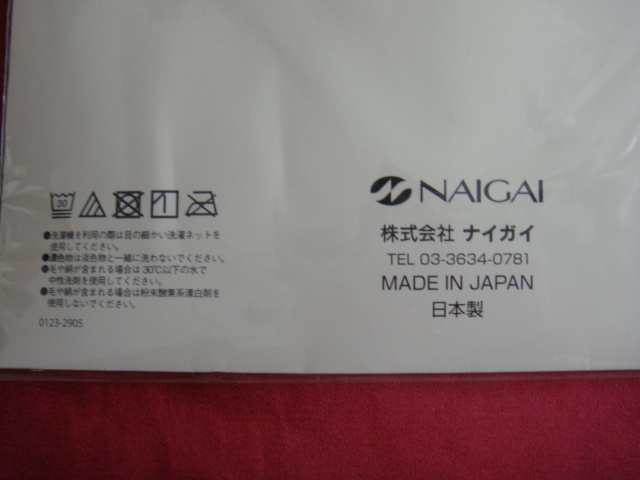 30
●洗濯機を利用の際は目の細かい洗濯ネットを
使用してください。
●濃色物は淡色物と一緒に洗わないでください。
●毛や絹が含まれる場合は30℃以下の水で
中性洗剤を使用してください。
●毛や絹が含まれる場合は粉末酸素系漂白剤を
使用しないでください。
0123-2905
NAIGAI
株式会社 ナイガイ
TEL 03-3634-0781
MADE IN JAPAN
日本製